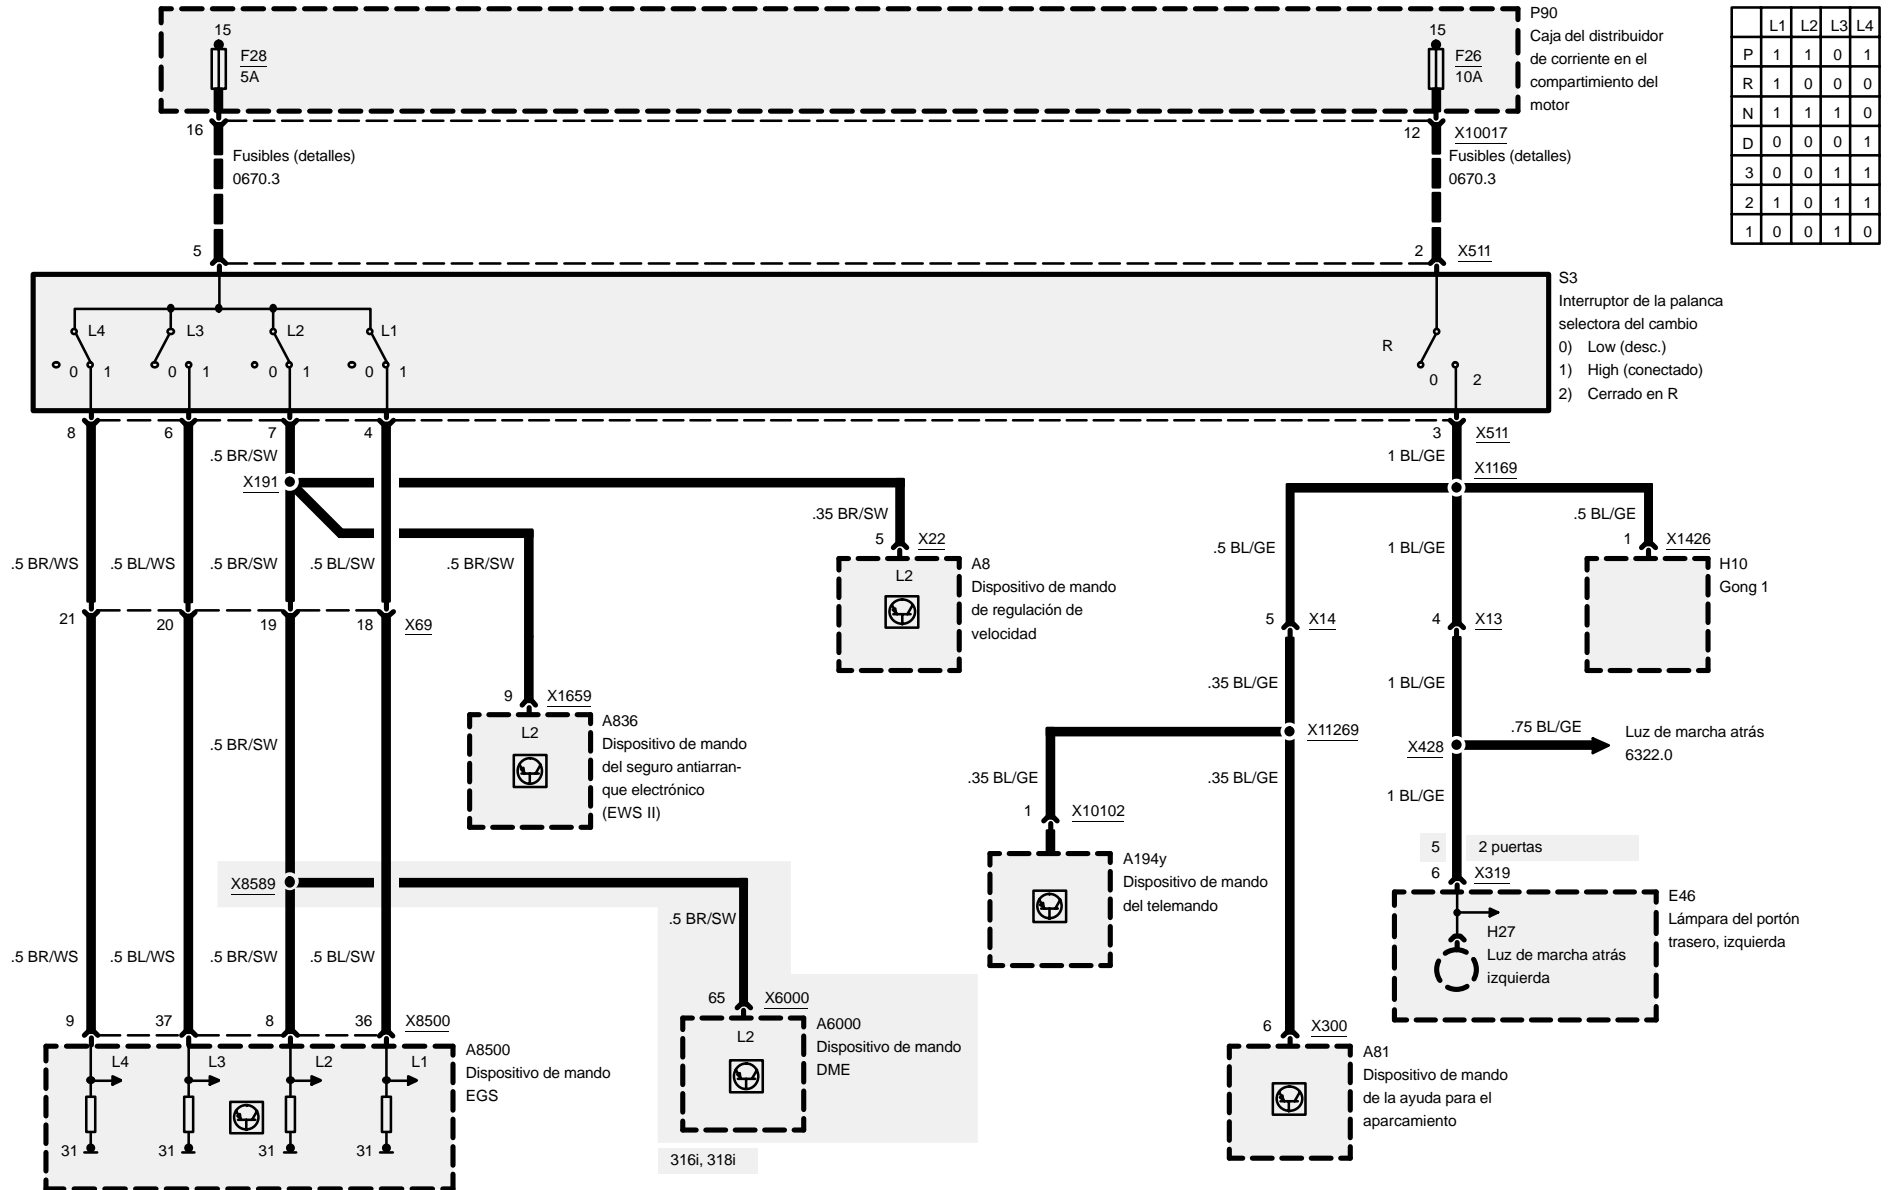 15
F28
5A
15
F26
10A
P90
Caja del distribuidor
de corriente en el
compartimiento del
motor
L1 L2 L3 L4
P 1 1 0 1
R 1 0 0 0
N 1 1 1 0
D 0 0 0 1
3 0 0 1 1
2 1 0 1 1
1 0 0 1 0
16
Fusibles (detalles)
0670.3
12 X10017
Fusibles (detalles)
0670.3
5
2 X511
S3
Interruptor de la palanca
selectora del cambio
0) Low (desc.)
1) High (conectado)
2) Cerrado en R
L4 L3 L2 L1
0 1 0 1 0 1 0 1
R
0 2
8 6 7 4
3 X511
.5 BR/SW
1 BL/GE
X191
X1169
.35 BR/SW
.5 BL/GE
5 X22
1 X1426
.5 BR/WS .5 BL/WS .5 BR/SW .5 BL/SW .5 BR/SW
.5 BL/GE
1 BL/GE
L2
A8
Dispositivo de mando
de regulación de
velocidad
H10
Gong 1
21 20 19 18 X69
5 X14
4 X13
.35 BL/GE
1 BL/GE
9 X1659
L2
A836
Dispositivo de mando
del seguro antiarran-
que electrónico
(EWS II)
.5 BR/SW
X11269
X428
.75 BL/GE
Luz de marcha atrás
6322.0
.35 BL/GE
.35 BL/GE
1 BL/GE
1 X10102
A194y
Dispositivo de mando
del telemando
5 2 puertas
6 X319
E46
Lámpara del portón
trasero, izquierda
H27
Luz de marcha atrás
izquierda
X8589
.5 BR/SW
.5 BR/WS .5 BL/WS .5 BR/SW .5 BL/SW
65 X6000
L2
A6000
Dispositivo de mando
DME
316i, 318i
9 37 8 36 X8500
L4 L3 L2 L1
A8500
Dispositivo de mando
EGS
31 31 31 31
6 X300
A81
Dispositivo de mando
de la ayuda para el
aparcamiento